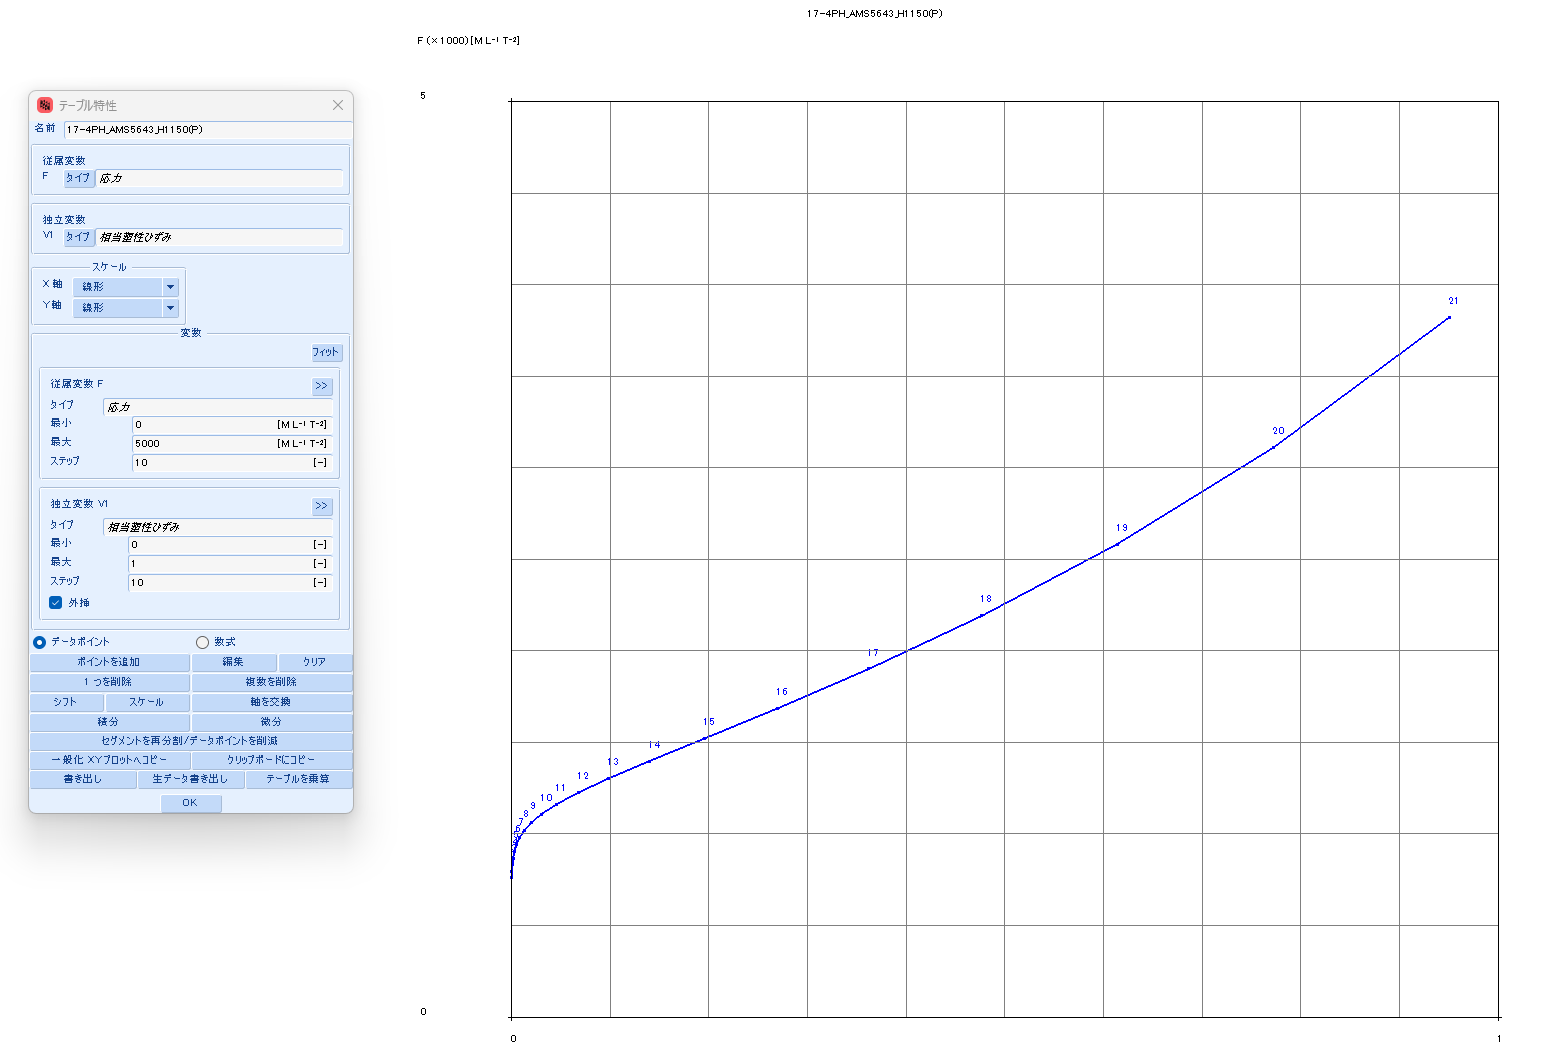 17-4PH_AMS5643_H1150(P)
F (×1000)[M L⁻¹ T⁻²]
5
テーブル特性
名前 17-4PH_AMS5643_H1150(P)
従属変数
F タイプ 応力
独立変数
V1 タイプ 相当塑性ひずみ
スケール
X 軸 線形
Y 軸 線形
変数
フィット
従属変数 F >>
タイプ 応力
最小 0 [M L⁻¹ T⁻²]
最大 5000 [M L⁻¹ T⁻²]
ステップ 10 [-]
独立変数 V1 >>
タイプ 相当塑性ひずみ
最小 0 [-]
最大 1 [-]
ステップ 10 [-]
外挿
データポイント 数式
ポイントを追加 編集 クリア
1 つを削除 複数を削除
シフト スケール 軸を交換
積分 微分
セグメントを再分割/データポイントを削減
一般化 XYプロットへコピー クリップボードにコピー
書き出し 生データ書き出し テーブルを乗算
OK
21
20
19
18
17
16
15
14
13
12
11
10
9
8
7
0
0
1